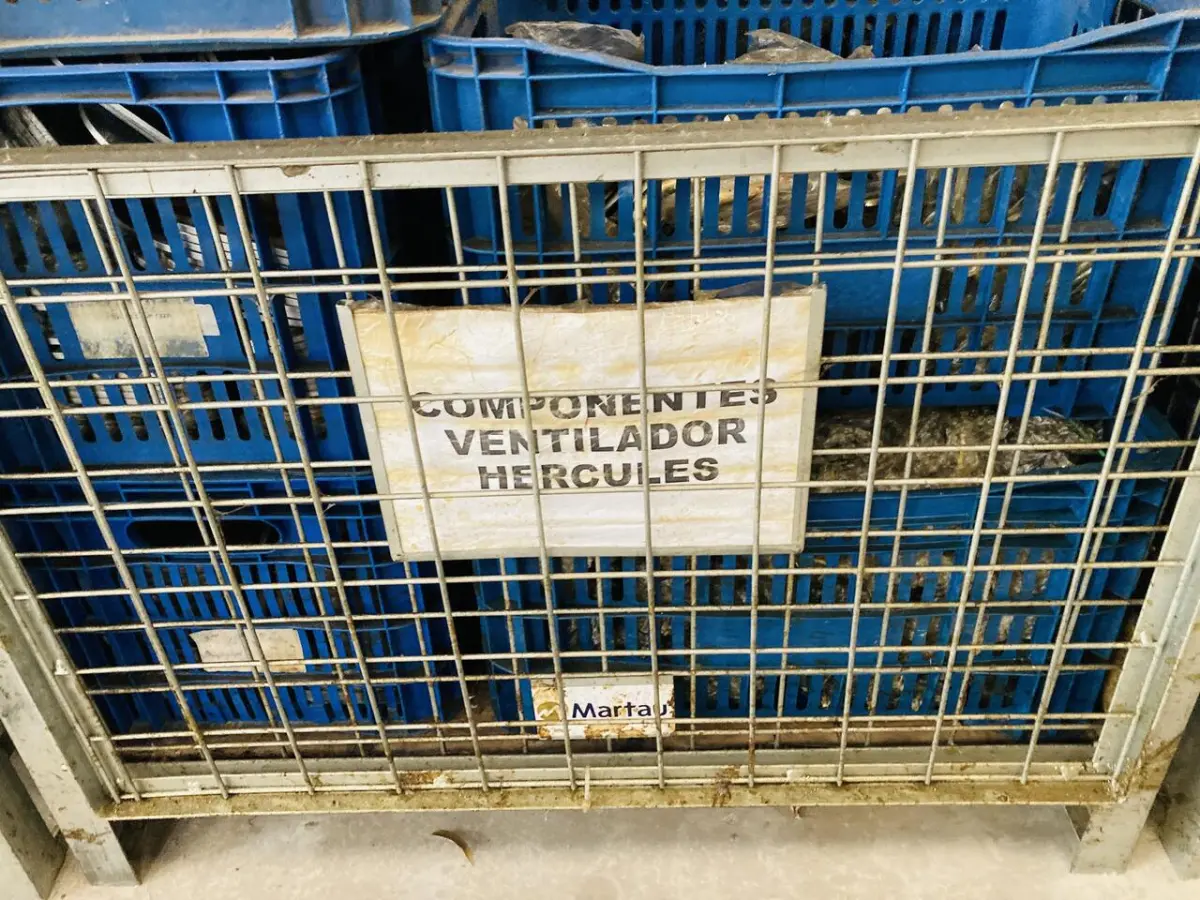 COMPONENTES
VENTILADOR
HERCULES
Martau